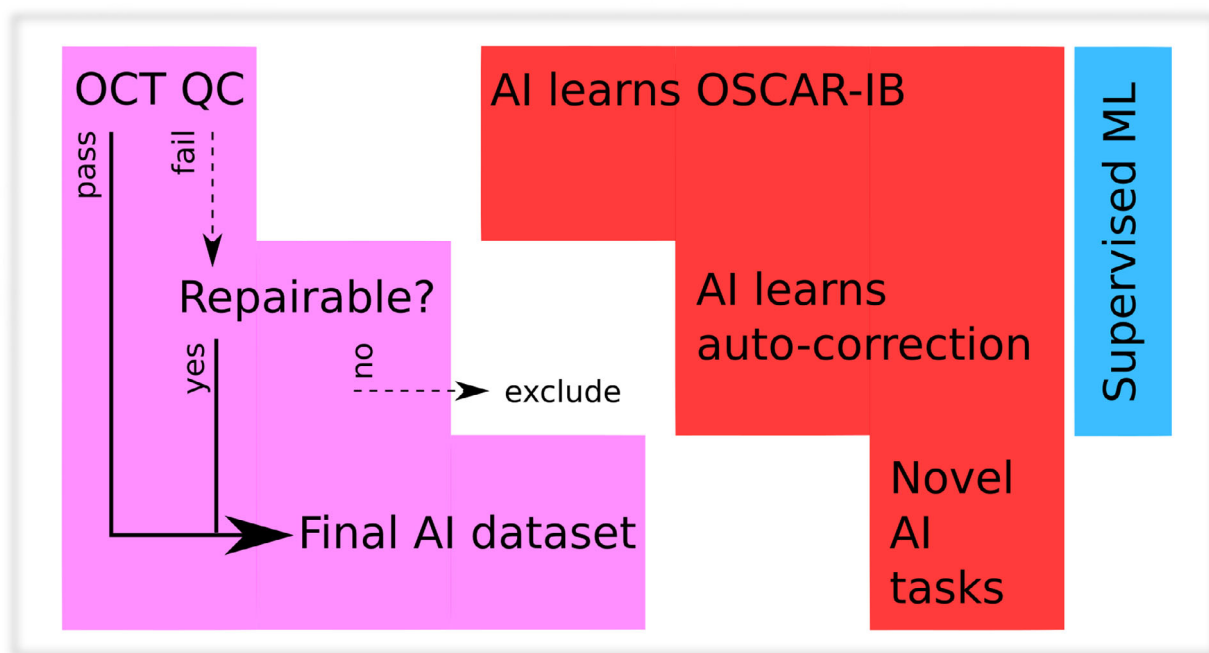 OCT QC
pass
fail
Repairable?
yes
no
exclude
Final AI dataset
AI learns OSCAR-IB
AI learns
auto-correction
Novel
AI
tasks
Supervised ML